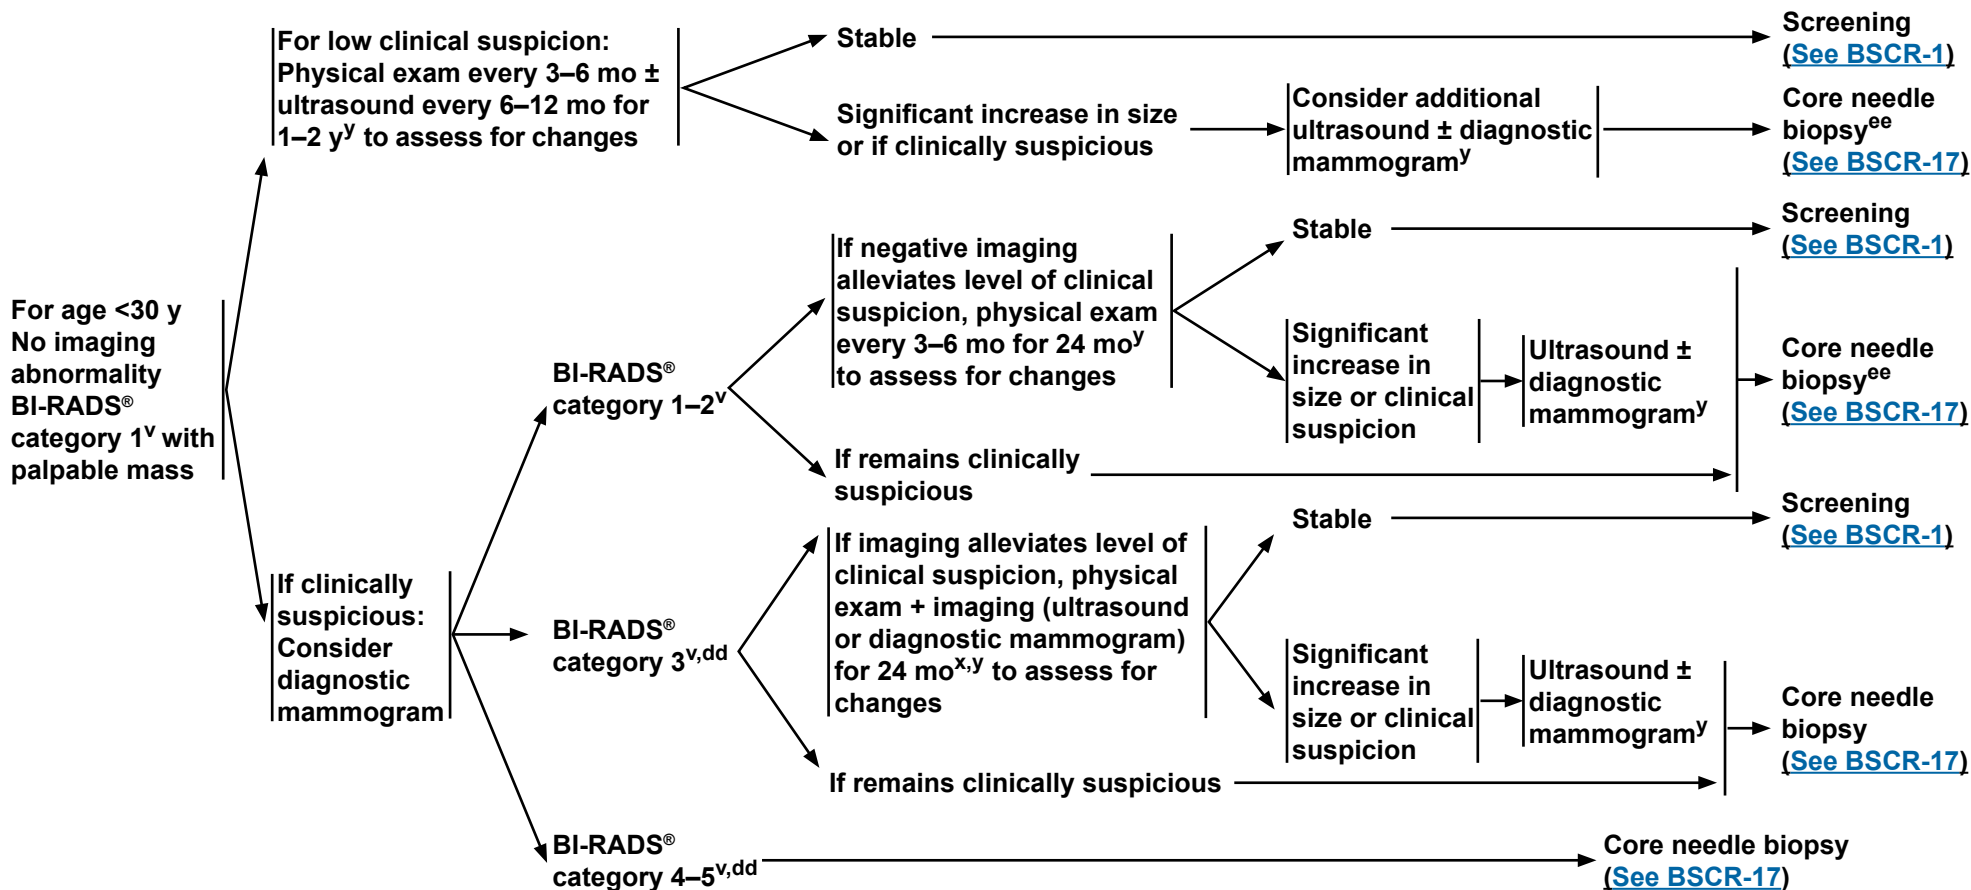 For age <30 y
No imaging
abnormality
BI-RADS®
category 1v with
palpable mass
For low clinical suspicion:
Physical exam every 3–6 mo ±
ultrasound every 6–12 mo for
1–2 yy to assess for changes
Stable
Screening
(See BSCR-1)
Significant increase in size
or if clinically suspicious
Consider additional
ultrasound ± diagnostic
mammogramy
Core needle
biopsyee
(See BSCR-17)
If clinically
suspicious:
Consider
diagnostic
mammogram
BI-RADS®
category 1–2v
If negative imaging
alleviates level of clinical
suspicion, physical exam
every 3–6 mo for 24 moy
to assess for changes
Stable
Screening
(See BSCR-1)
Significant
increase in
size or clinical
suspicion
Ultrasound ±
diagnostic
mammogramy
Core needle
biopsyee
(See BSCR-17)
If remains clinically
suspicious
BI-RADS®
category 3v,dd
If imaging alleviates level of
clinical suspicion, physical
exam + imaging (ultrasound
or diagnostic mammogram)
for 24 mox,y to assess for
changes
Stable
Screening
(See BSCR-1)
Significant
increase in
size or clinical
suspicion
Ultrasound ±
diagnostic
mammogramy
Core needle
biopsy
(See BSCR-17)
If remains clinically suspicious
BI-RADS®
category 4–5v,dd
Core needle biopsy
(See BSCR-17)